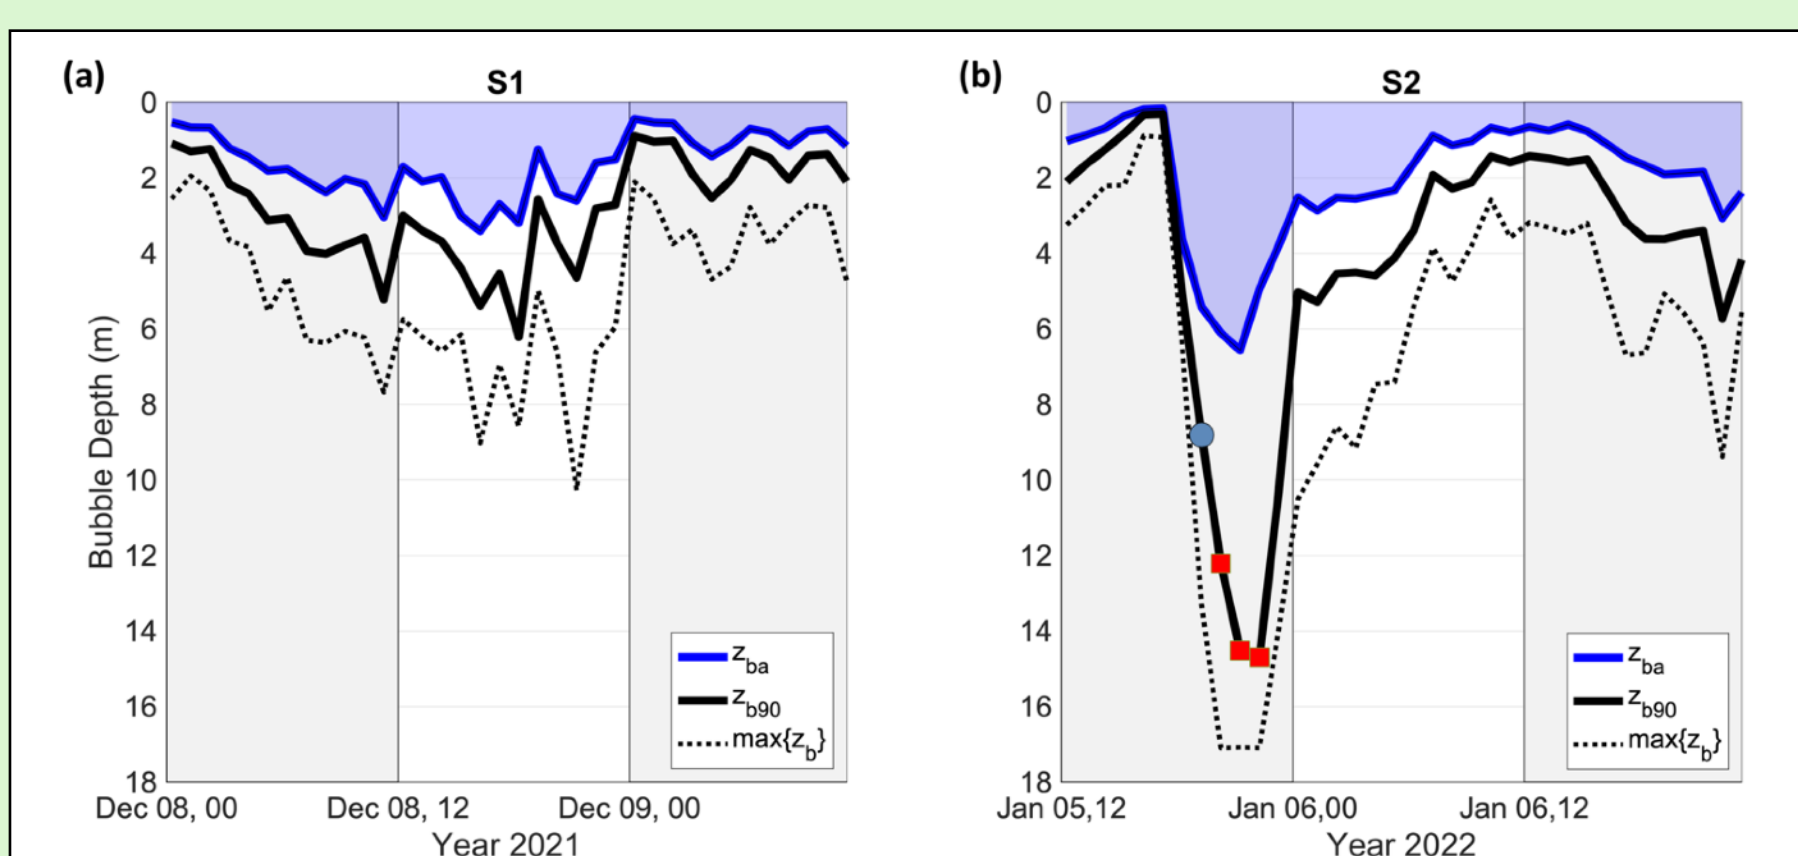 (a)
S1
0
2
4
6
8
10
12
14
16
18
Bubble Depth (m)
z_ba
z_b90
max{z_b}
Dec 08, 00
Dec 08, 12
Dec 09, 00
Year 2021
(b)
S2
0
2
4
6
8
10
12
14
16
18
z_ba
z_b90
max{z_b}
Jan 05,12
Jan 06,00
Jan 06,12
Year 2022